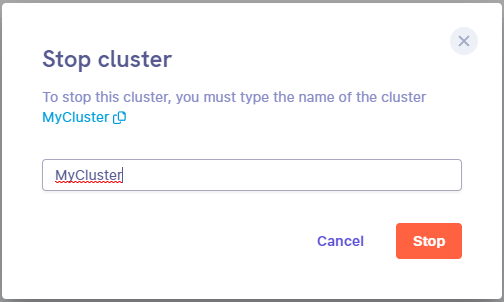 Stop cluster
To stop this cluster, you must type the name of the cluster
MyCluster
MyCluster
Cancel
Stop